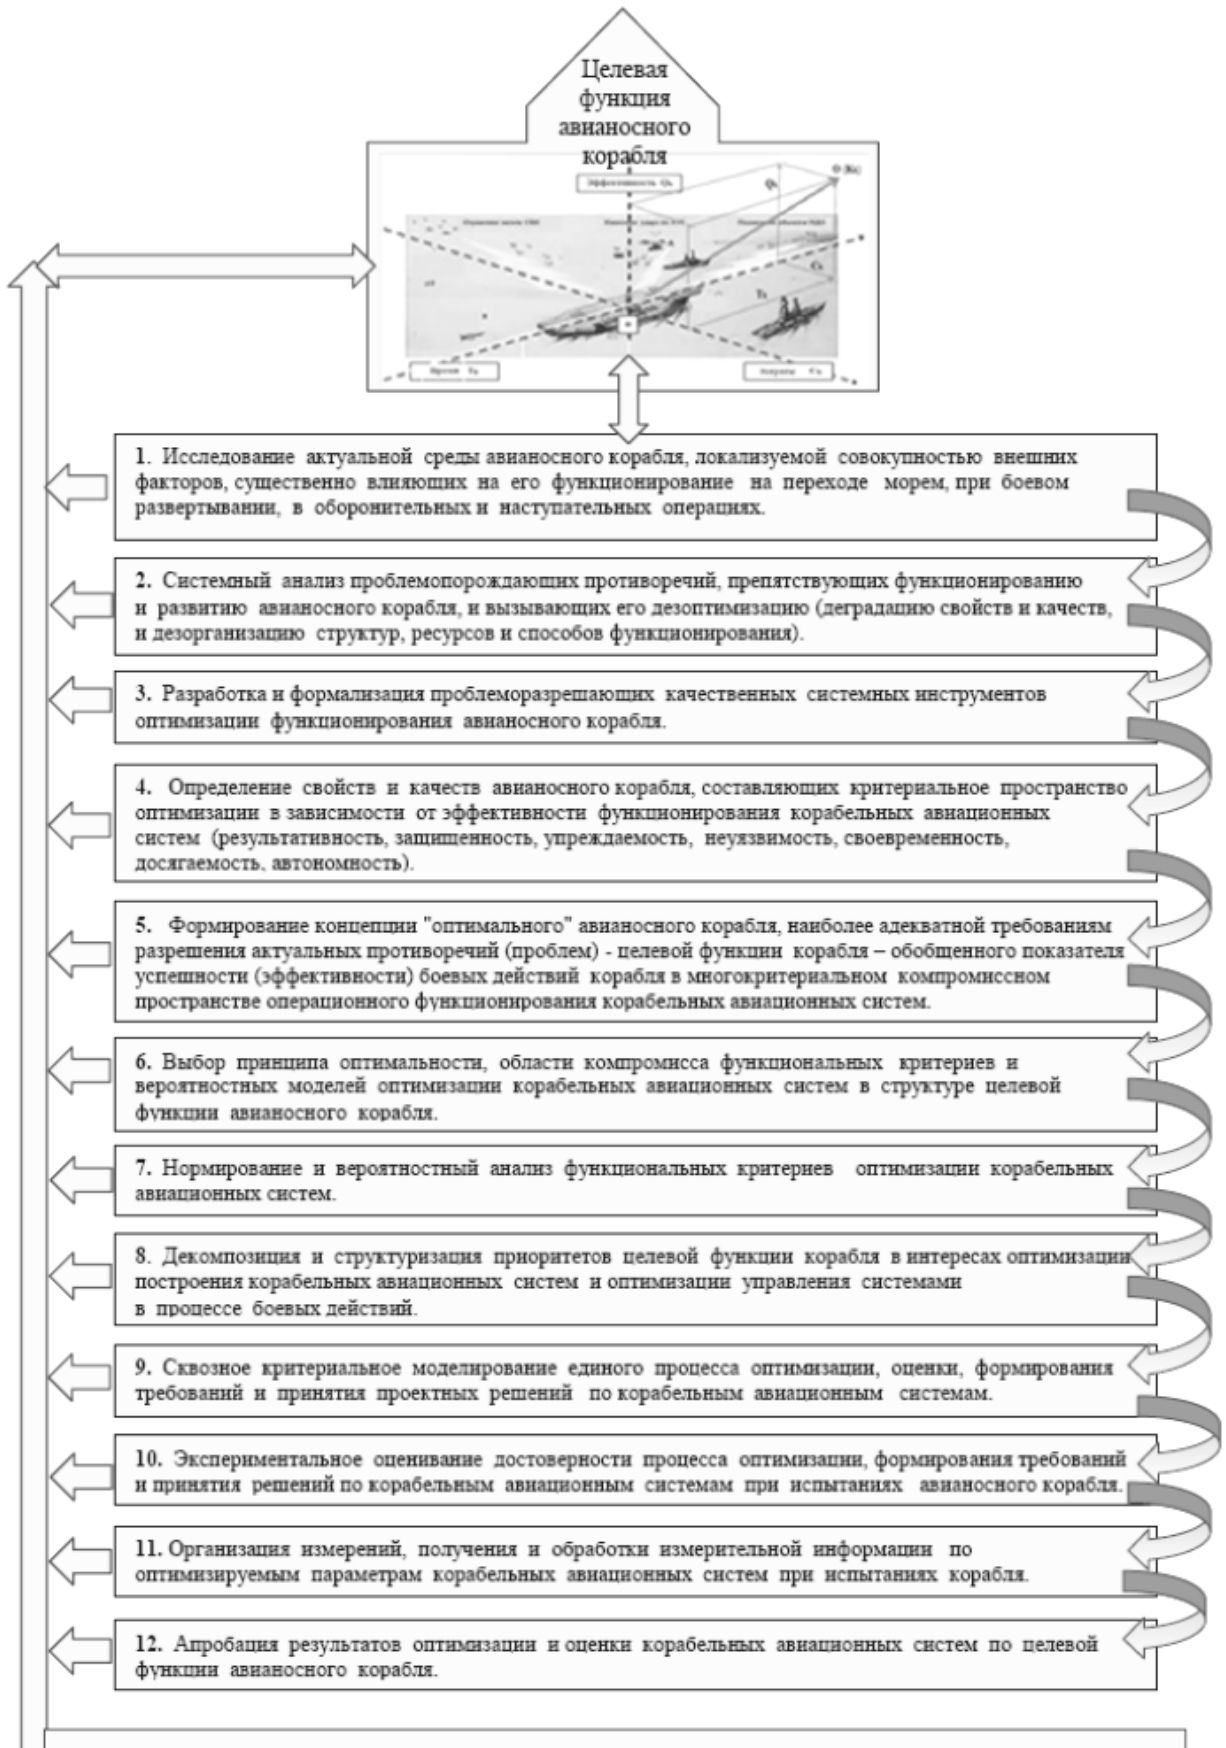 Целевая
функция
авианосного
корабля
Эффективность Qк
Qк
Cк
Tк
Время Tк
1. Исследование актуальной среды авианосного корабля, локализуемой совокупностью внешних
факторов, существенно влияющих на его функционирование на переходе морем, при боевом
развертывании, в оборонительных и наступательных операциях.
2. Системный анализ проблемопорождающих противоречий, препятствующих функционированию
и развитию авианосного корабля, и вызывающих его дезоптимизацию (деградацию свойств и качеств,
и дезорганизацию структур, ресурсов и способов функционирования).
3. Разработка и формализация проблеморазрешающих качественных системных инструментов
оптимизации функционирования авианосного корабля.
4. Определение свойств и качеств авианосного корабля, составляющих критериальное пространство
оптимизации в зависимости от эффективности функционирования корабельных авиационных
систем (результативность, защищенность, упреждаемость, неуязвимость, своевременность,
досягаемость, автономность).
5. Формирование концепции "оптимального" авианосного корабля, наиболее адекватной требованиям
разрешения актуальных противоречий (проблем) - целевой функции корабля – обобщенного показателя
успешности (эффективности) боевых действий корабля в многокритериальном компромиссном
пространстве операционного функционирования корабельных авиационных систем.
6. Выбор принципа оптимальности, области компромисса функциональных критериев и
вероятностных моделей оптимизации корабельных авиационных систем в структуре целевой
функции авианосного корабля.
7. Нормирование и вероятностный анализ функциональных критериев оптимизации корабельных
авиационных систем.
8. Декомпозиция и структуризация приоритетов целевой функции корабля в интересах оптимизации
построения корабельных авиационных систем и оптимизации управления системами
в процессе боевых действий.
9. Сквозное критериальное моделирование единого процесса оптимизации, оценки, формирования
требований и принятия проектных решений по корабельным авиационным системам.
10. Экспериментальное оценивание достоверности процесса оптимизации, формирования требований
и принятия решений по корабельным авиационным системам при испытаниях авианосного корабля.
11. Организация измерений, получения и обработки измерительной информации по
оптимизируемым параметрам корабельных авиационных систем при испытаниях корабля.
12. Апробация результатов оптимизации и оценки корабельных авиационных систем по целевой
функции авианосного корабля.